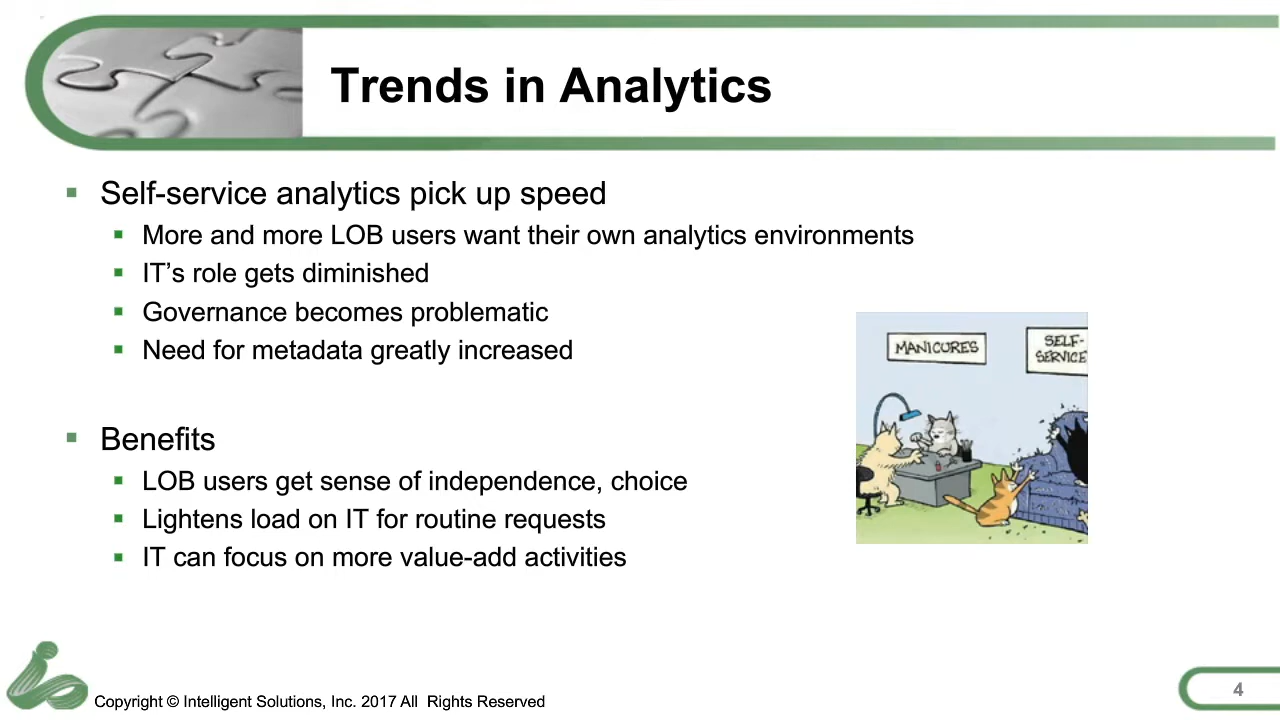 Trends in Analytics
Self-service analytics pick up speed
More and more LOB users want their own analytics environments
IT’s role gets diminished
Governance becomes problematic
Need for metadata greatly increased
MANICURES
SELF-
SERVICE
Benefits
LOB users get sense of independence, choice
Lightens load on IT for routine requests
IT can focus on more value-add activities
Copyright © Intelligent Solutions, Inc. 2017 All  Rights Reserved
4